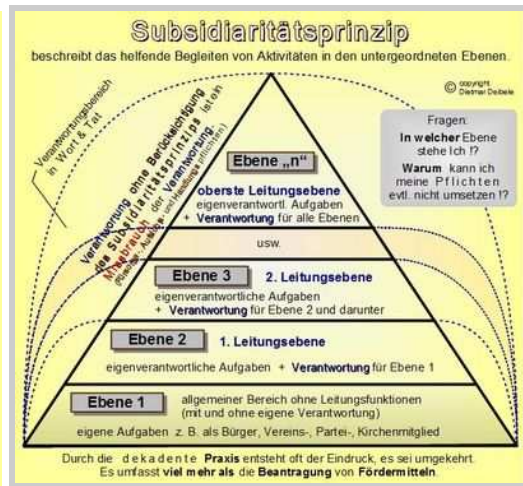 Subsidiaritätsprinzip
beschreibt das helfende Begleiten von Aktivitäten in den untergeordneten Ebenen.
© copyright
Dietmar Deibele
Verantwortungsbereich
in Wort & Tat
Verantwortung ohne Berücksichtigung
des Subsidiaritätsprinzips ist ein
Missbrauch der Verantwortung.
Fragen:
In welcher Ebene
stehe Ich !?
Warum kann ich
meine Pflichten
evtl. nicht umsetzen !?
Ebene „n“
oberste Leitungsebene
eigenverantwortl. Aufgaben
+ Verantwortung für alle Ebenen
usw.
Ebene 3 2. Leitungsebene
eigenverantwortliche Aufgaben
+ Verantwortung für Ebene 2 und darunter
Ebene 2 1. Leitungsebene
eigenverantwortliche Aufgaben + Verantwortung für Ebene 1
Ebene 1 allgemeiner Bereich ohne Leitungsfunktionen
(mit und ohne eigene Verantwortung)
eigene Aufgaben z. B. als Bürger, Vereins-, Partei-, Kirchenmitglied
Durch die dekadente Praxis entsteht oft der Eindruck, es sei umgekehrt.
Es umfasst viel mehr als die Beantragung von Fördermitteln.